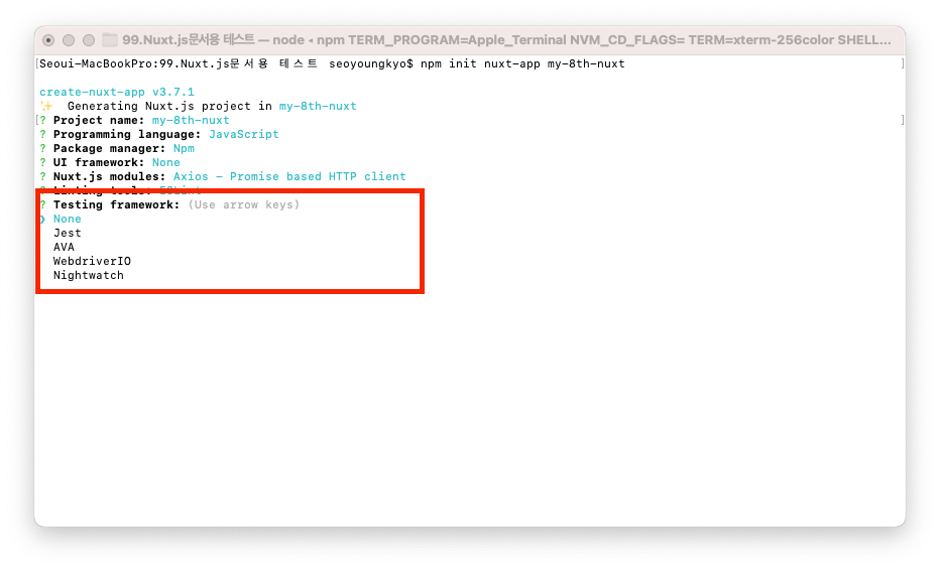 99.Nuxt.js문서용 테스트 — node ◂ npm TERM_PROGRAM=Apple_Terminal NVM_CD_FLAGS= TERM=xterm-256color SHELL...
[Seoui-MacBookPro:99.Nuxt.js문서용 테스트 seoyoungkyo$ npm init nuxt-app my-8th-nuxt ]
create-nuxt-app v3.7.1
✨ Generating Nuxt.js project in my-8th-nuxt
[? Project name: my-8th-nuxt ]
? Programming language: JavaScript
? Package manager: Npm
? UI framework: None
? Nuxt.js modules: Axios - Promise based HTTP client
? Linting tools: ESLint
? Testing framework: (Use arrow keys)
❯ None
Jest
AVA
WebdriverIO
Nightwatch